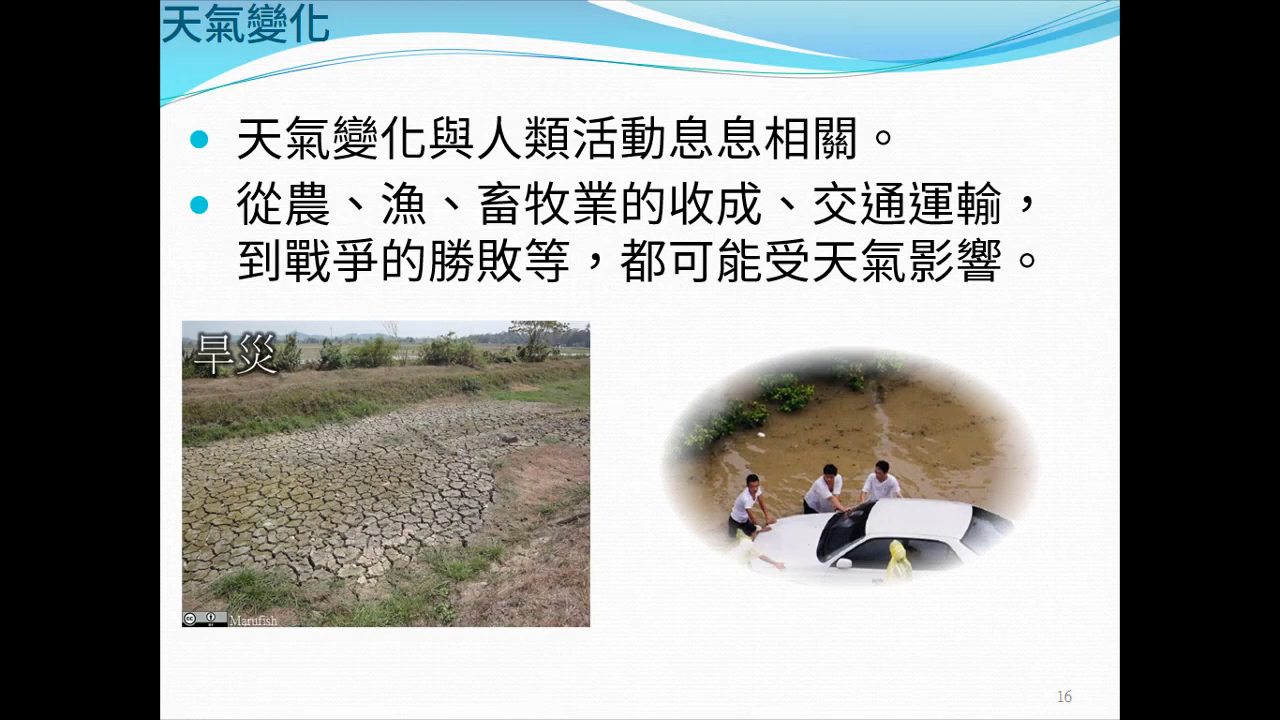 天氣變化
天氣變化與人類活動息息相關。
從農、漁、畜牧業的收成、交通運輸，
到戰爭的勝敗等，都可能受天氣影響。
旱災
cc
BY
Marufish
16